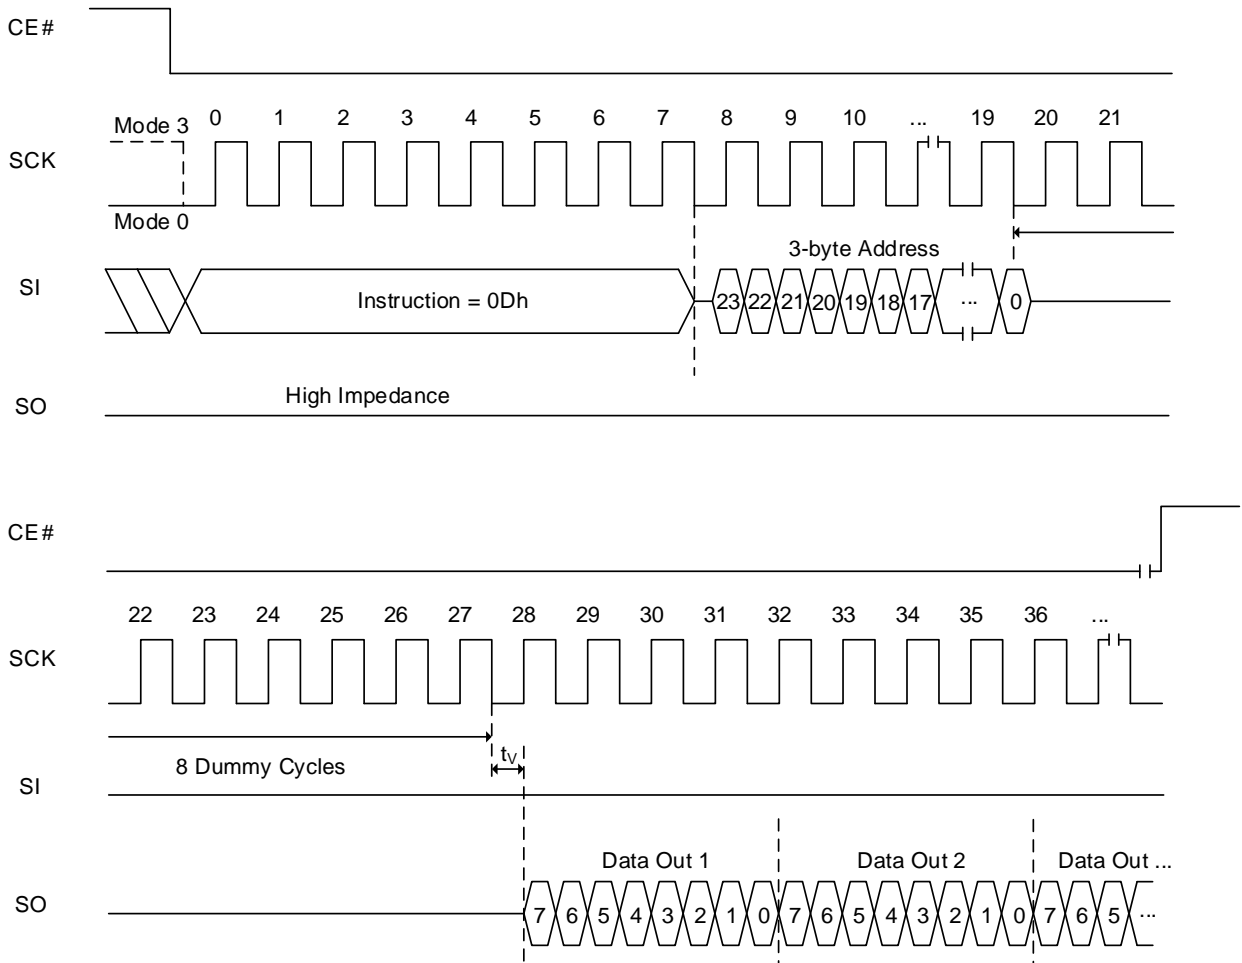 CE#
Mode 3 0 1 2 3 4 5 6 7 8 9 10 ... 19 20 21
SCK
Mode 0
3-byte Address
SI Instruction = 0Dh 23 22 21 20 19 18 17 ... 0
High Impedance
SO
CE#
22 23 24 25 26 27 28 29 30 31 32 33 34 35 36 ...
SCK
tV
8 Dummy Cycles
SI
Data Out 1 Data Out 2 Data Out ...
SO 7 6 5 4 3 2 1 0 7 6 5 4 3 2 1 0 7 6 5 ...